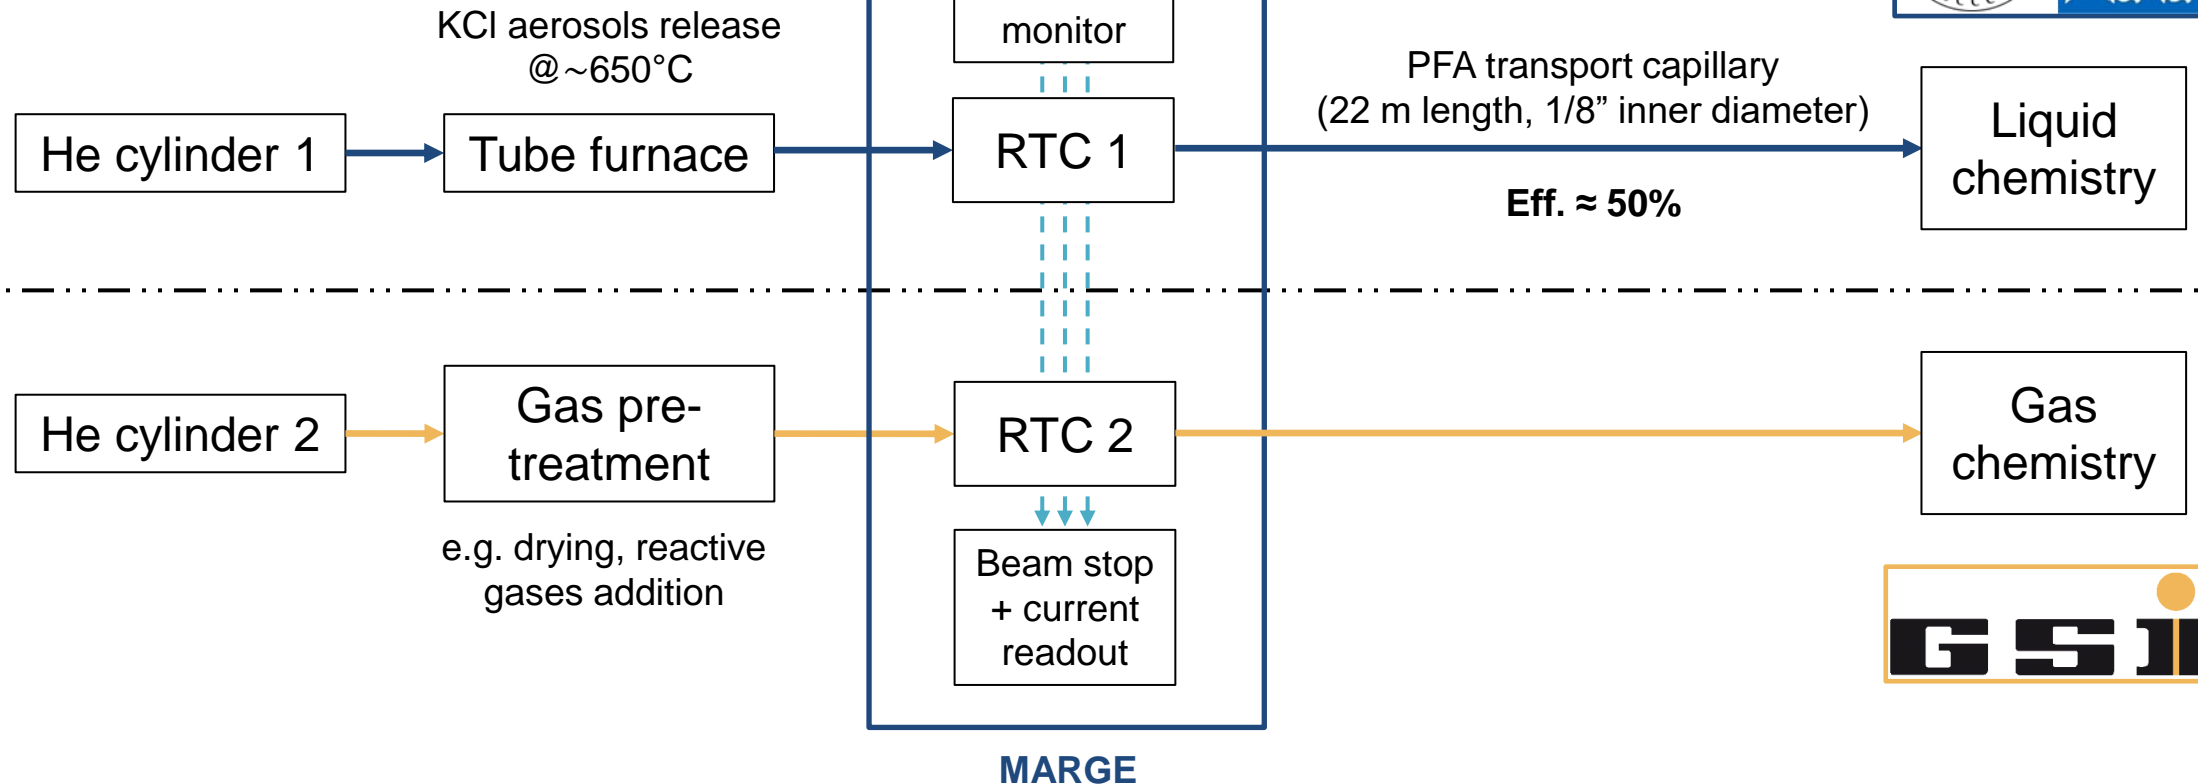 KCl aerosols release
@~650°C
monitor
PFA transport capillary
(22 m length, 1/8” inner diameter)
He cylinder 1
Tube furnace
RTC 1
Liquid
chemistry
Eff. ≈ 50%
He cylinder 2
Gas pre-
treatment
RTC 2
Gas
chemistry
e.g. drying, reactive
gases addition
Beam stop
+ current
readout
GSI
MARGE